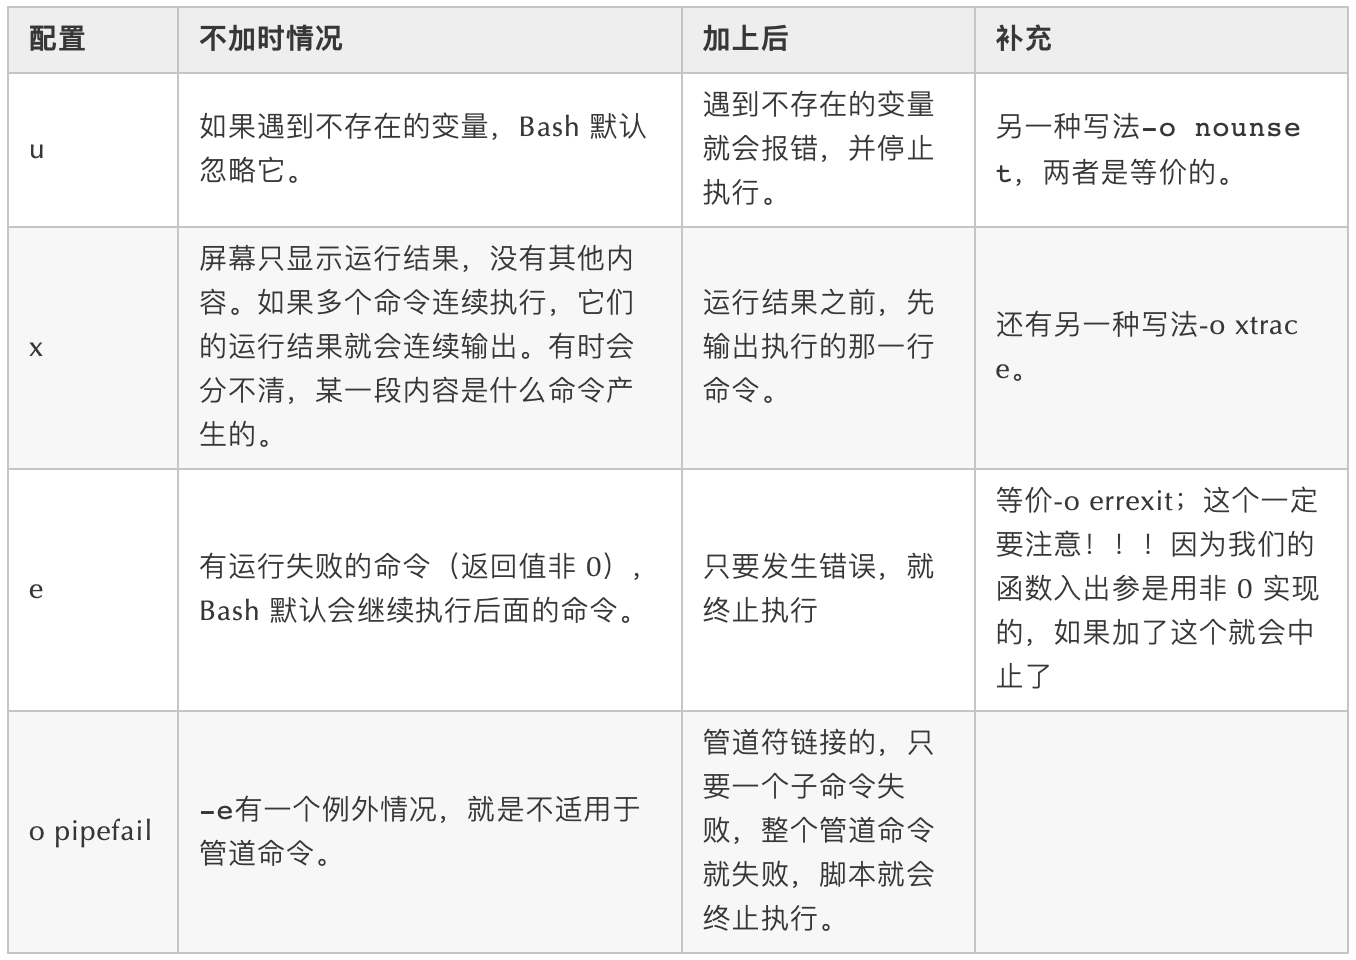 配置
不加时情况
加上后
补充
u
如果遇到不存在的变量，Bash 默认
忽略它。
遇到不存在的变量
就会报错，并停止
执行。
另一种写法-o nounse
t，两者是等价的。
x
屏幕只显示运行结果，没有其他内
容。如果多个命令连续执行，它们
的运行结果就会连续输出。有时会
分不清，某一段内容是什么命令产
生的。
运行结果之前，先
输出执行的那一行
命令。
还有另一种写法-o xtrac
e。
e
有运行失败的命令（返回值非 0），
Bash 默认会继续执行后面的命令。
只要发生错误，就
终止执行
等价-o errexit；这个一定
要注意！！！因为我们的
函数入出参是用非 0 实现
的，如果加了这个就会中
止了
o pipefail
-e有一个例外情况，就是不适用于
管道命令。
管道符链接的，只
要一个子命令失
败，整个管道命令
就失败，脚本就会
终止执行。